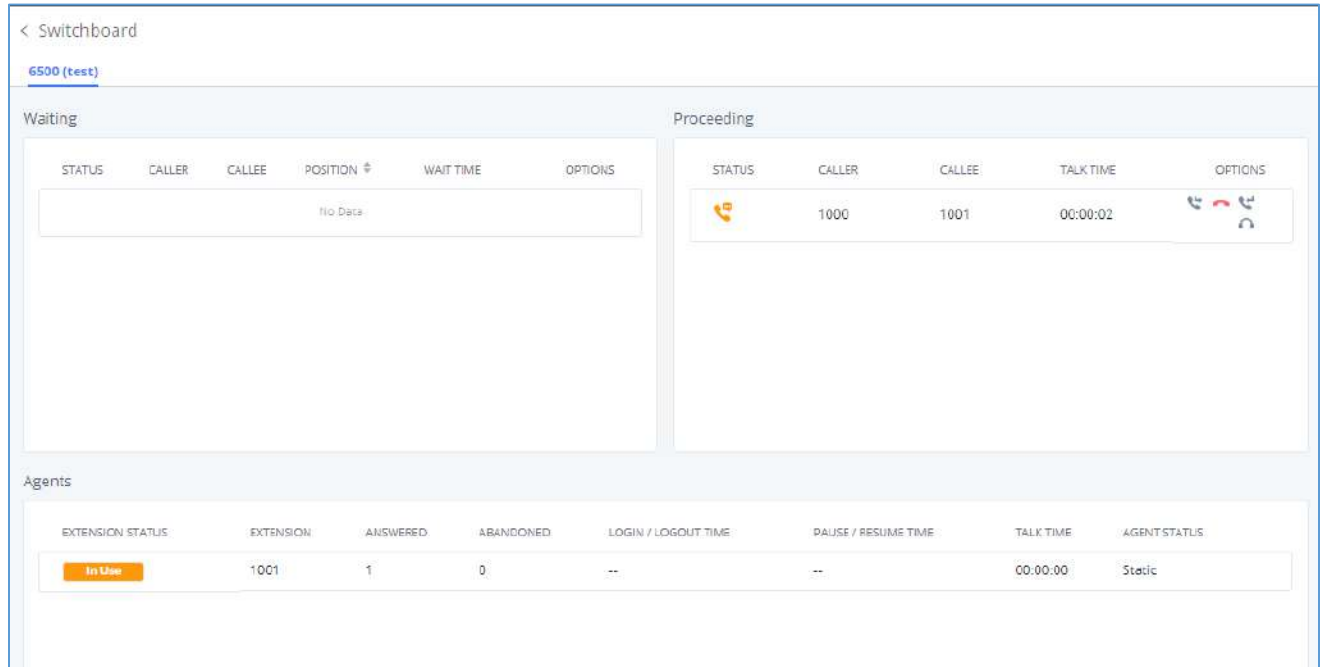 < Switchboard
6500 (test)
Waiting
STATUS CALLER CALLEE POSITION WAIT TIME OPTIONS
No Data
Proceeding
STATUS CALLER CALLEE TALK TIME OPTIONS
1000 1001 00:00:02
Agents
EXTENSION STATUS EXTENSION ANSWERED ABANDONED LOGIN / LOGOUT TIME PAUSE / RESUME TIME TALK TIME AGENT STATUS
In Use 1001 1 0 -- -- 00:00:00 Static